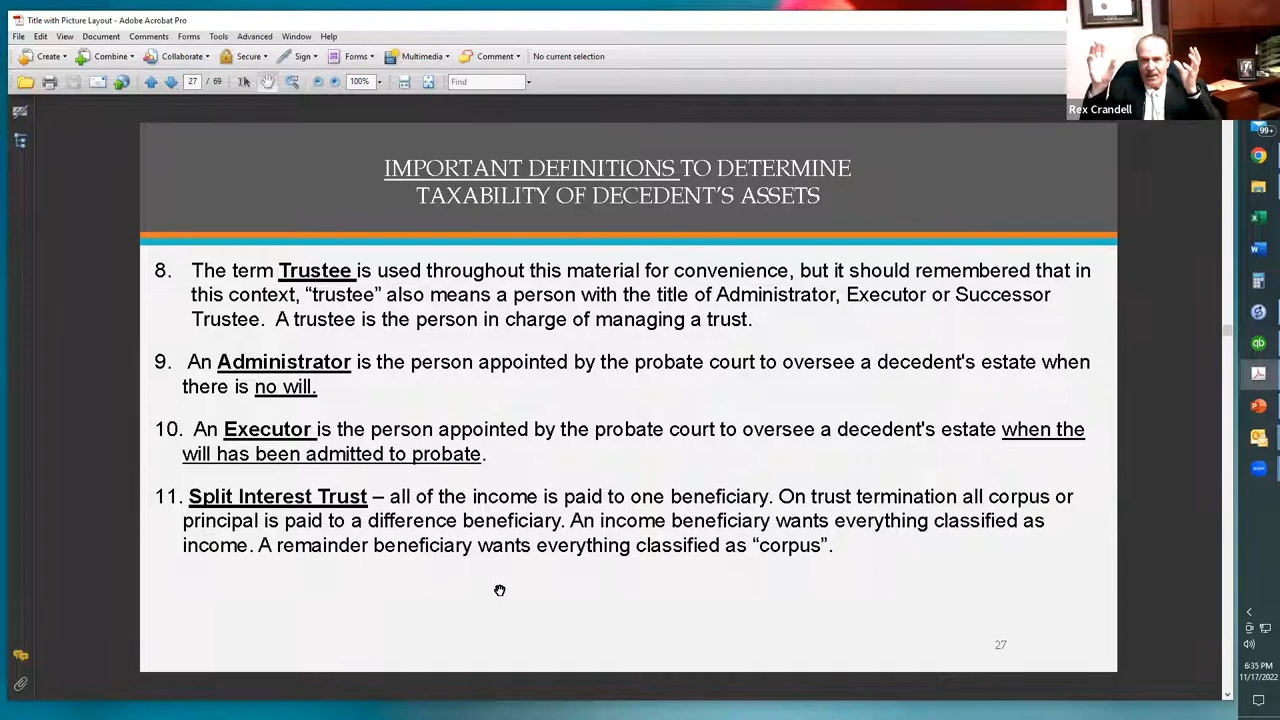 Title with Picture Layout - Adobe Acrobat Pro
File Edit View Document Comments Forms Tools Advanced Window Help
Create Combine Collaborate Secure Sign Forms Multimedia Comment No current selection
27 / 69 100% Find
Rex Crandell
99+
IMPORTANT DEFINITIONS TO DETERMINE
TAXABILITY OF DECEDENT'S ASSETS
8. The term Trustee is used throughout this material for convenience, but it should remembered that in
this context, “trustee” also means a person with the title of Administrator, Executor or Successor
Trustee. A trustee is the person in charge of managing a trust.
9. An Administrator is the person appointed by the probate court to oversee a decedent's estate when
there is no will.
10. An Executor is the person appointed by the probate court to oversee a decedent's estate when the
will has been admitted to probate.
11. Split Interest Trust – all of the income is paid to one beneficiary. On trust termination all corpus or
principal is paid to a difference beneficiary. An income beneficiary wants everything classified as
income. A remainder beneficiary wants everything classified as “corpus”.
27
6:35 PM
11/17/2022